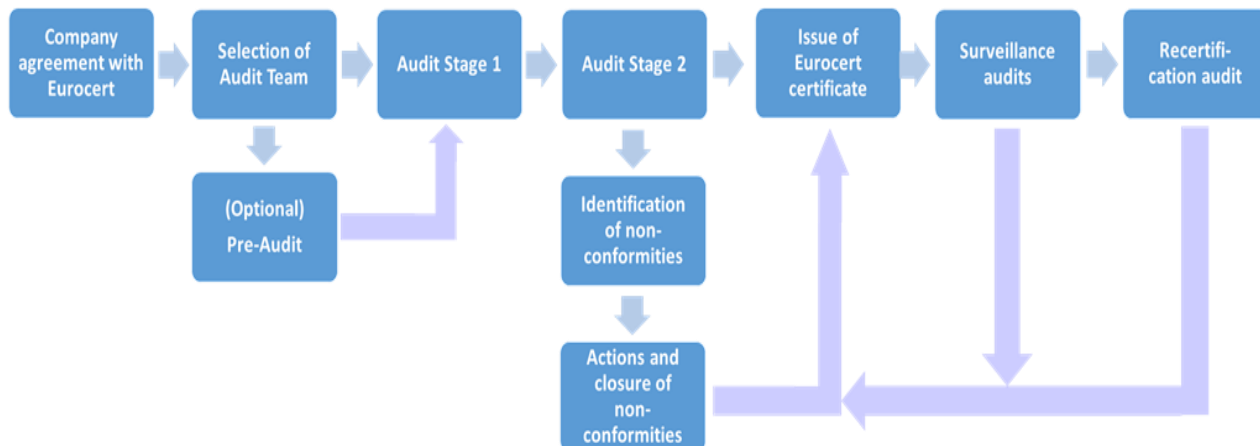 Company
agreement with
Eurocert
Selection of
Audit Team
Audit Stage 1
Audit Stage 2
Issue of
Eurocert
certificate
Surveillance
audits
Recertifi-
cation audit
(Optional)
Pre-Audit
Identification
of non-
conformities
Actions and
closure of
non-
conformities